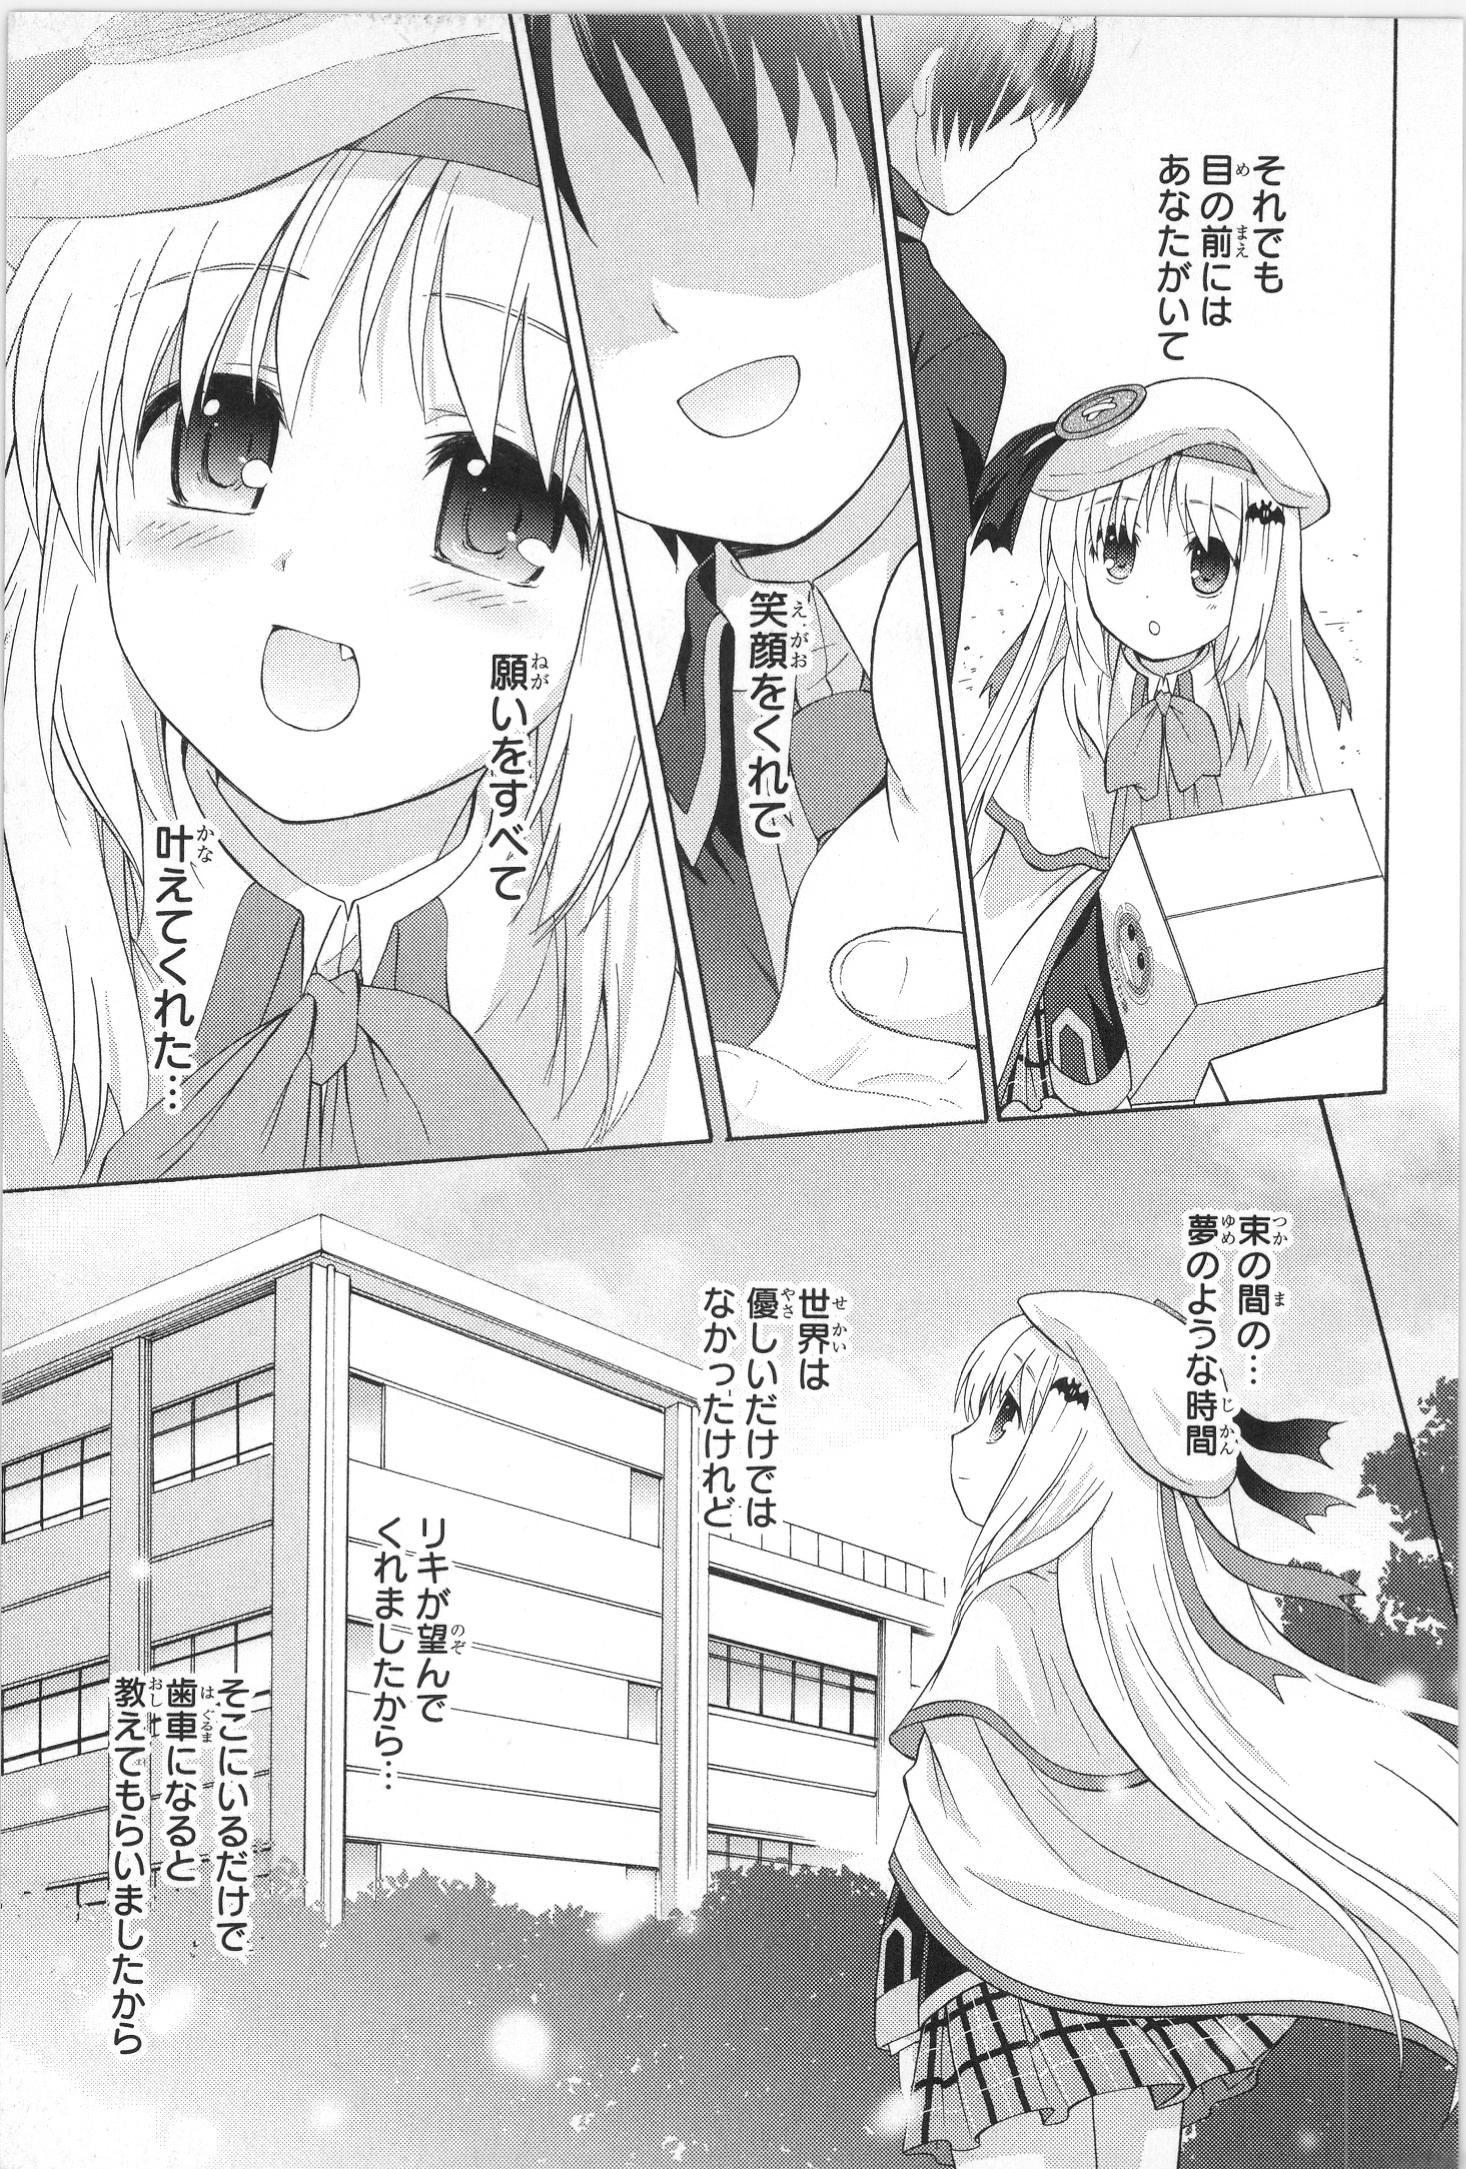 それでも
目の前には
あなたがいて
笑顔をくれて
願いをすべて
叶えてくれた…
束の間の…
夢のような時間
世界は
優しいだけでは
なかったけれど
リキが望んで
くれましたから…
そこにいるだけで
歯車になると
教えてもらいましたから